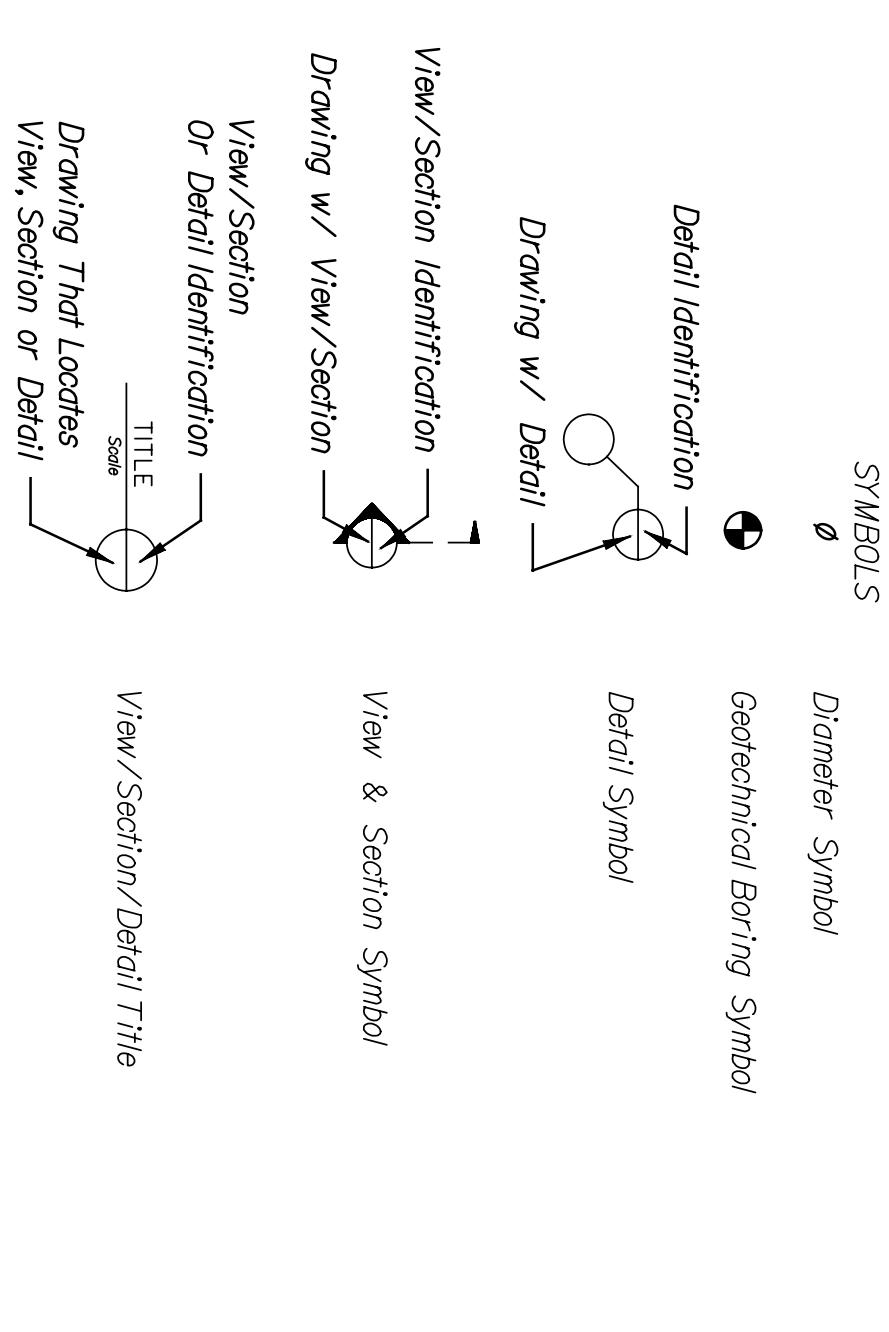 SYMBOLS
Ø
Diameter Symbol
Geotechnical Boring Symbol
Detail Identification
Drawing w/ Detail
Detail Symbol
View/Section Identification
Drawing w/ View/Section
View & Section Symbol
View/Section
Or Detail Identification
TITLE
Scale
Drawing That Locates
View, Section or Detail
View/Section/Detail Title